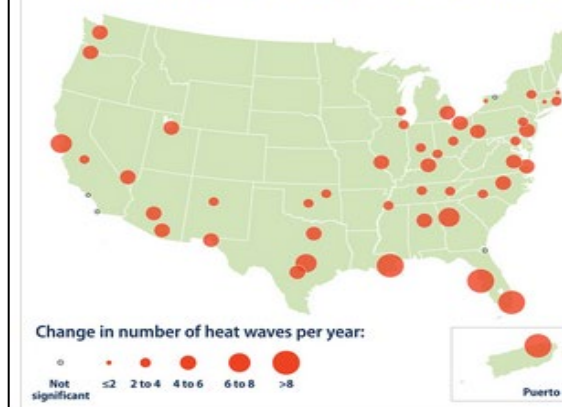 Change in number of heat waves per year:
Not significant
≤2
2 to 4
4 to 6
6 to 8
>8
Puerto